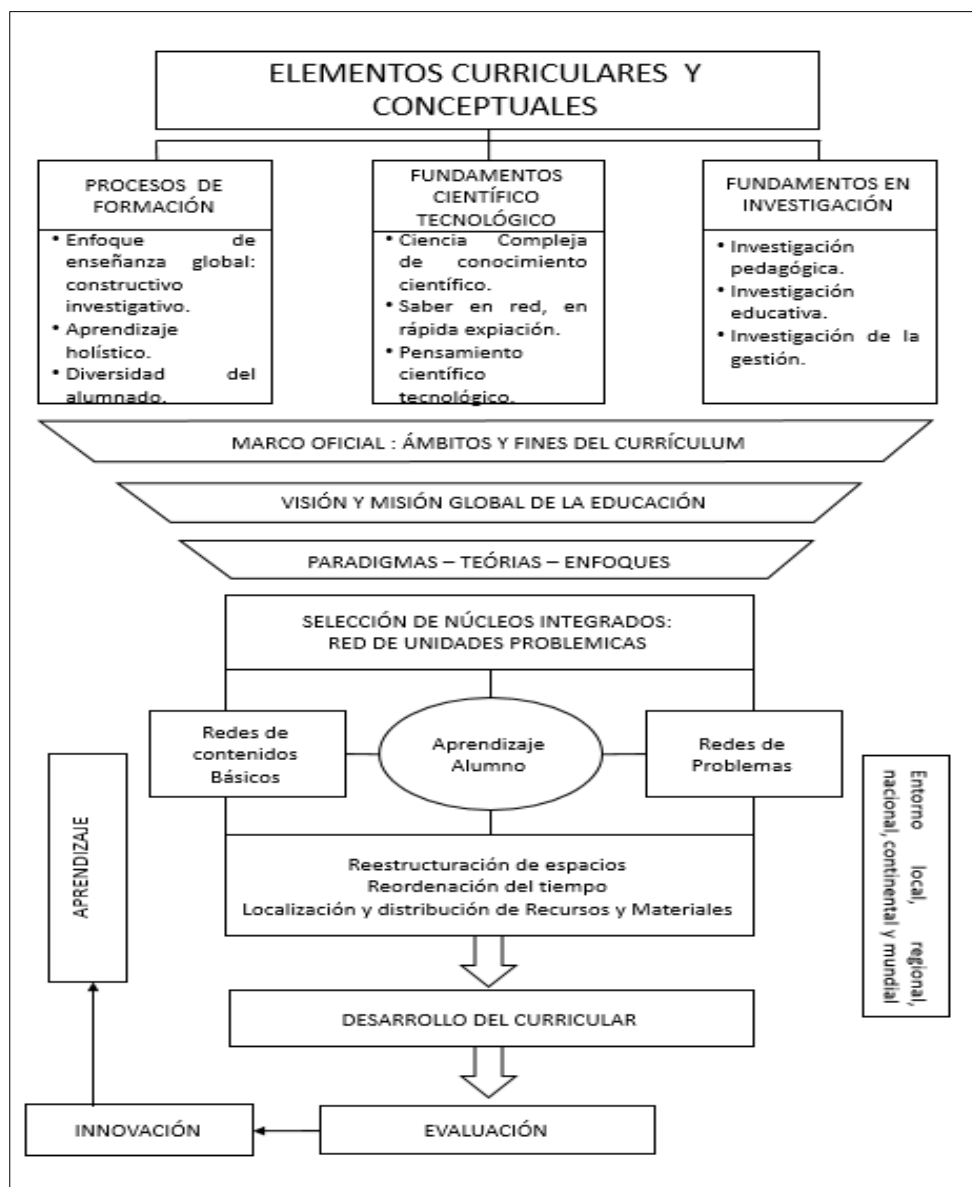 ELEMENTOS CURRICULARES Y
CONCEPTUALES
PROCESOS DE
FORMACIÓN
• Enfoque de
enseñanza global:
constructivo
investigativo.
• Aprendizaje
holístico.
• Diversidad del
alumnado.
FUNDAMENTOS
CIENTÍFICO
TECNOLÓGICO
• Ciencia Compleja
de conocimiento
científico.
• Saber en red, en
rápida expiación.
• Pensamiento
científico
tecnológico.
FUNDAMENTOS EN
INVESTIGACIÓN
• Investigación
pedagógica.
• Investigación
educativa.
• Investigación de la
gestión.
MARCO OFICIAL : ÁMBITOS Y FINES DEL CURRÍCULUM
VISIÓN Y MISIÓN GLOBAL DE LA EDUCACIÓN
PARADIGMAS – TEÓRIAS – ENFOQUES
SELECCIÓN DE NÚCLEOS INTEGRADOS:
RED DE UNIDADES PROBLEMICAS
Redes de
contenidos
Básicos
Aprendizaje
Alumno
Redes de
Problemas
APRENDIZAJE
Entorno local, regional,
nacional, continental y mundial
Reestructuración de espacios
Reordenación del tiempo
Localización y distribución de Recursos y Materiales
DESARROLLO DEL CURRICULAR
INNOVACIÓN
EVALUACIÓN